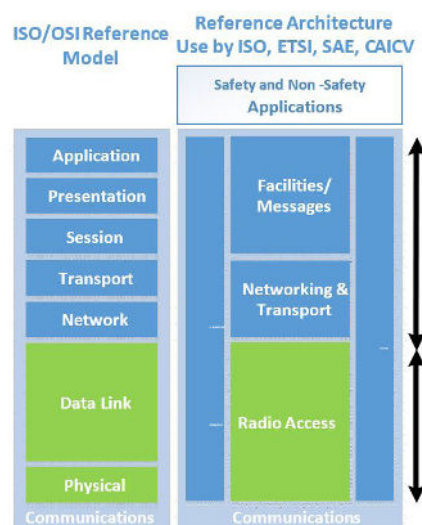 ISO/OSI Reference
Model
Reference Architecture
Use by ISO, ETSI, SAE, CAICV
Safety and Non -Safety
Applications
Application
Presentation
Session
Transport
Network
Data Link
Physical
Communications
Facilities/
Messages
Networking &
Transport
Radio Access
Communications